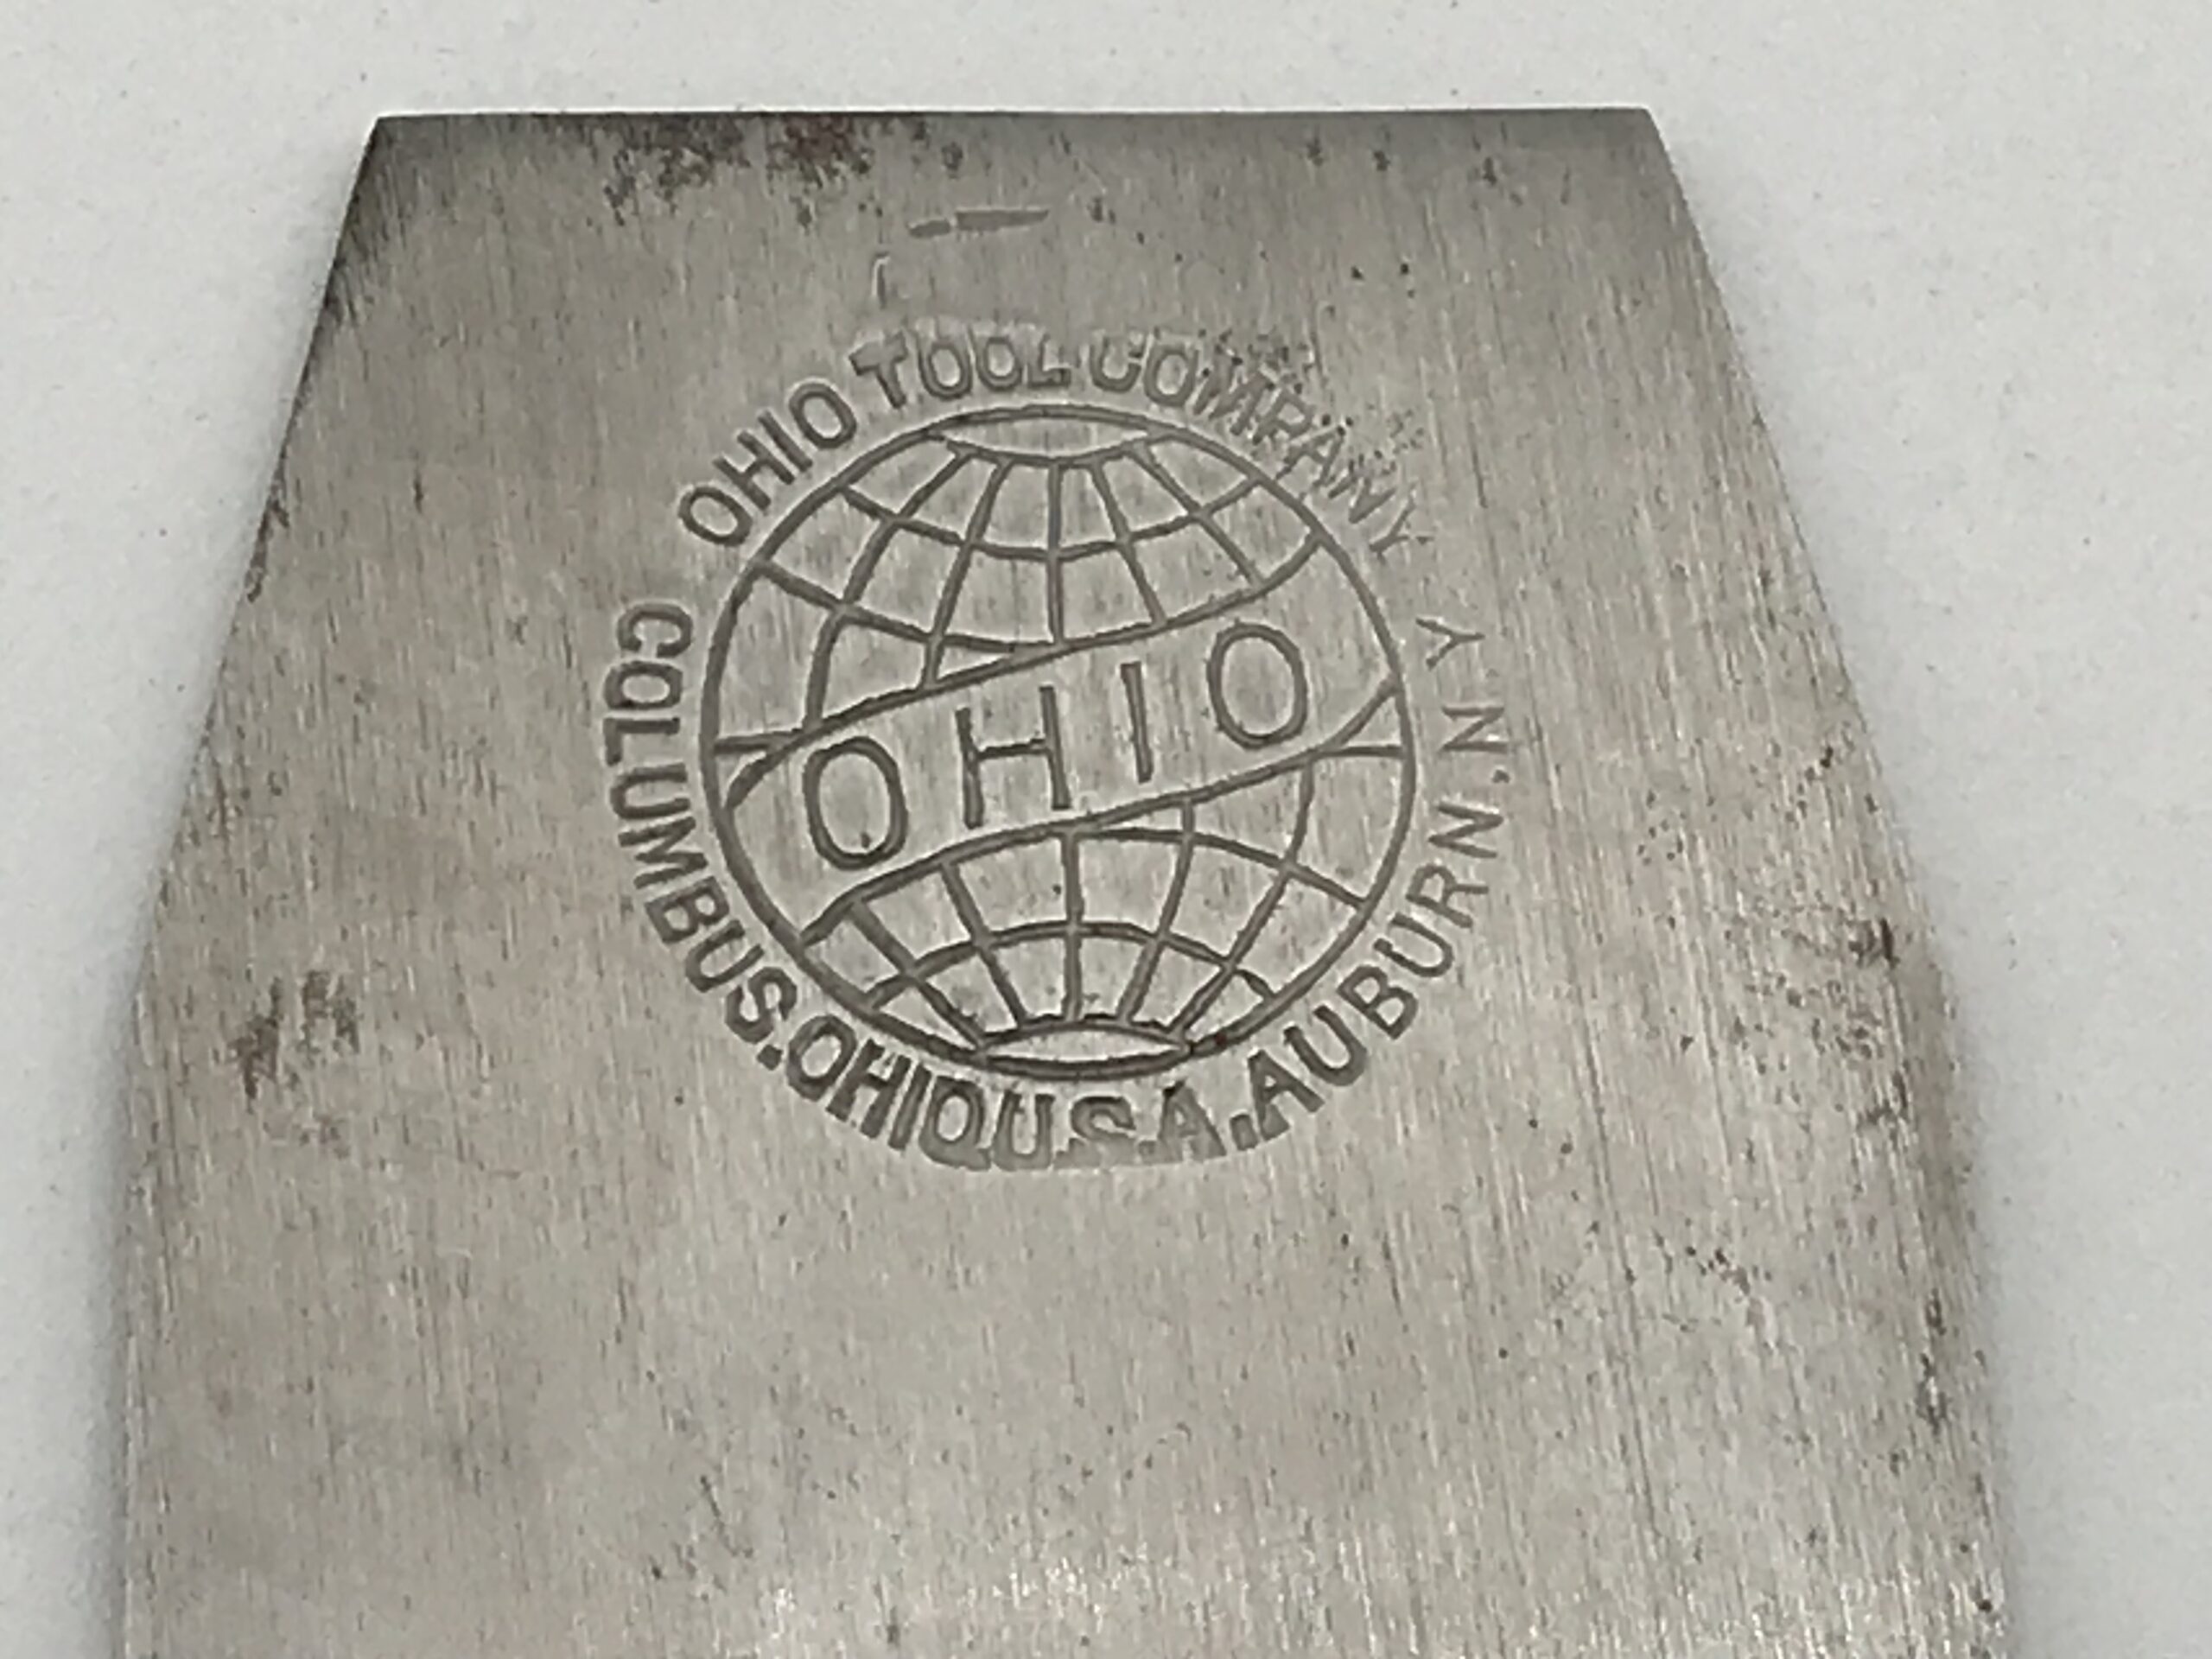 OHIO TOOL COMPANY
OHIO
COLUMBUS.OHIO U.S.A. AUBURN, N.Y